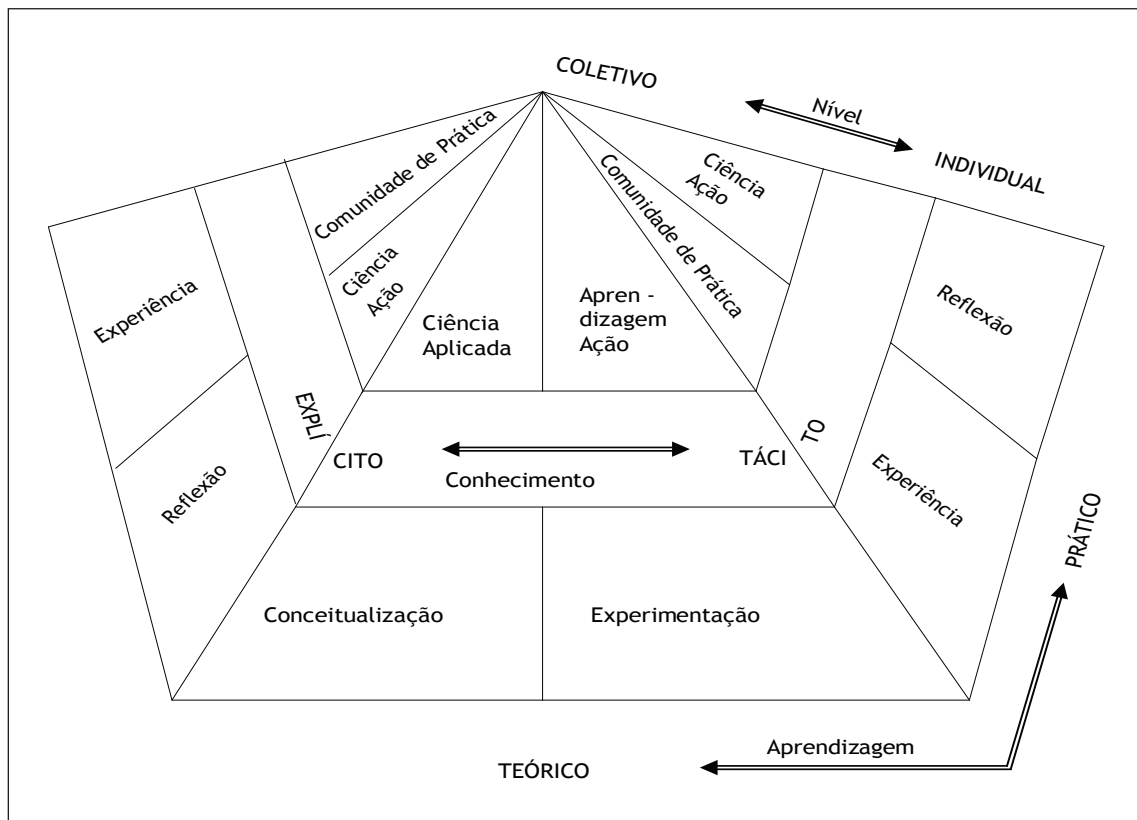 COLETIVO
Nível
INDIVIDUAL
Comunidade de Prática
Ciência
Ação
Ciência
Aplicada
Apren -
dizagem
Ação
Comunidade de Prática
Ciência
Ação
Experiência
Reflexão
Reflexão
Experiência
EXPLÍ
CITO
Conhecimento
TÁCI
TO
Conceitualização
Experimentação
PRÁTICO
Aprendizagem
TEÓRICO